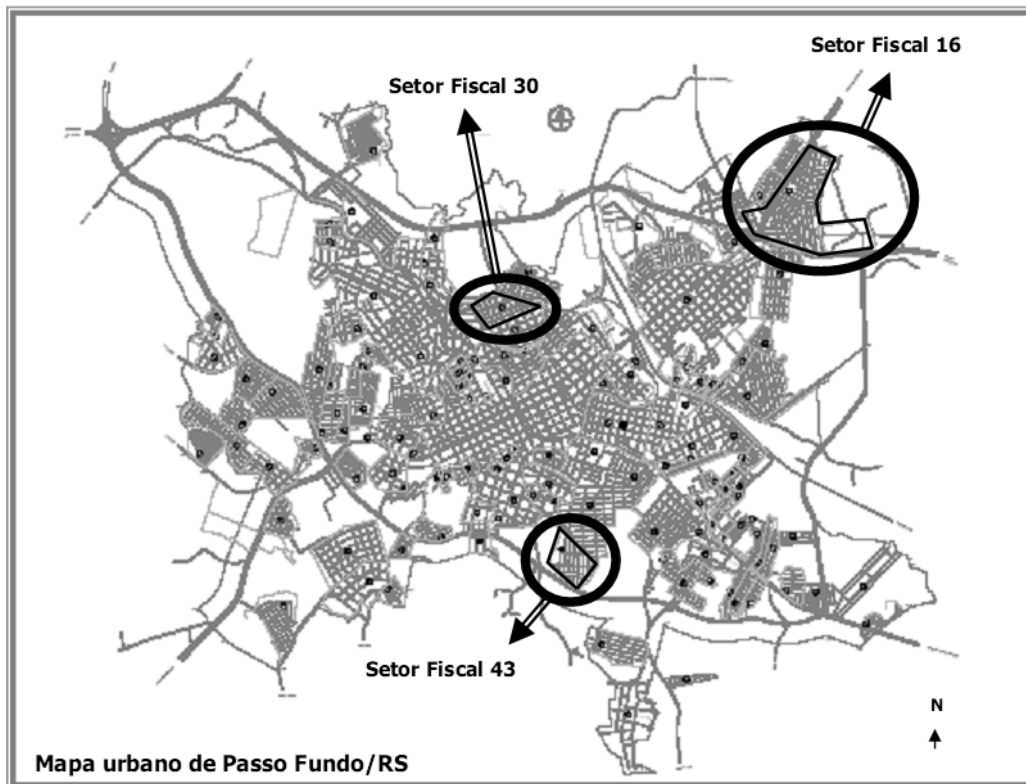 Setor Fiscal 16
Setor Fiscal 30
Setor Fiscal 43
N
Mapa urbano de Passo Fundo/RS